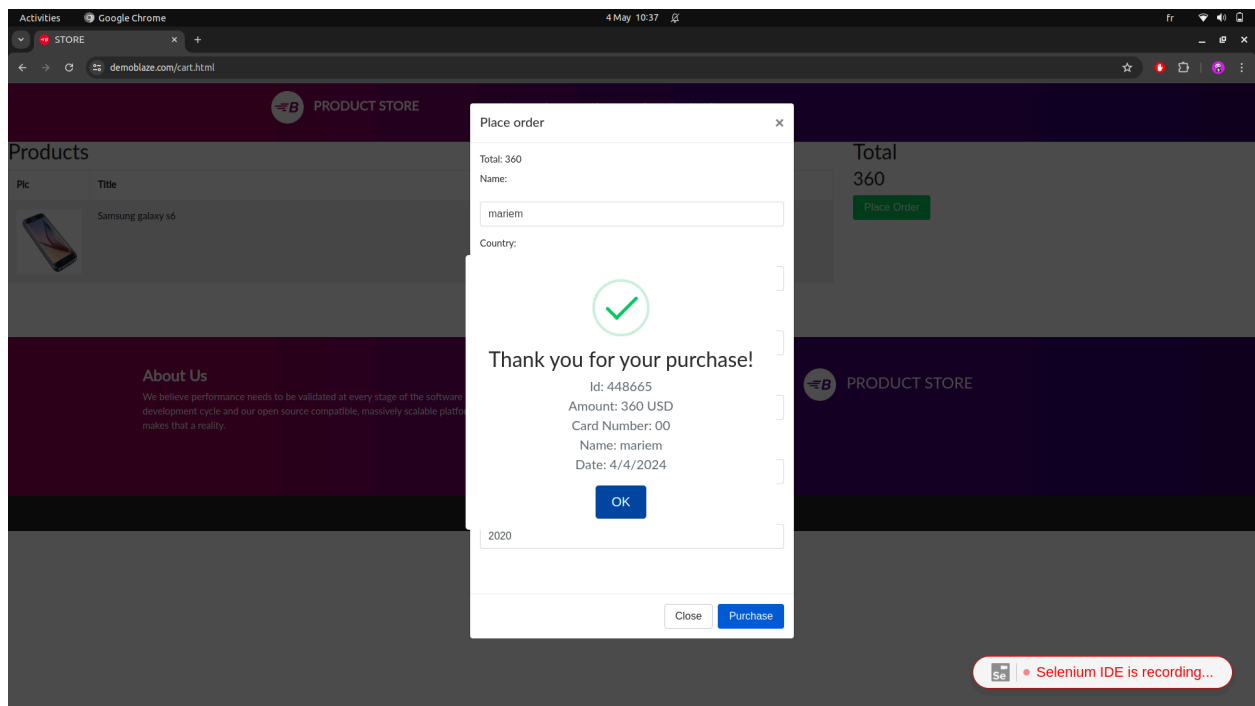 Activities Google Chrome 4 May 10:37 fr
STORE
demoblaze.com/cart.html
B PRODUCT STORE
Products
Pic Title
Samsung galaxy s6
Place order ×
Total: 360
Name:
mariem
Country:
Thank you for your purchase!
Id: 448665
Amount: 360 USD
Card Number: 00
Name: mariem
Date: 4/4/2024
OK
2020
Close Purchase
Total
360
Place Order
About Us
We believe performance needs to be validated at every stage of the software
development cycle and our open source compatible, massively scalable platfo
makes that a reality.
B PRODUCT STORE
Se Selenium IDE is recording...